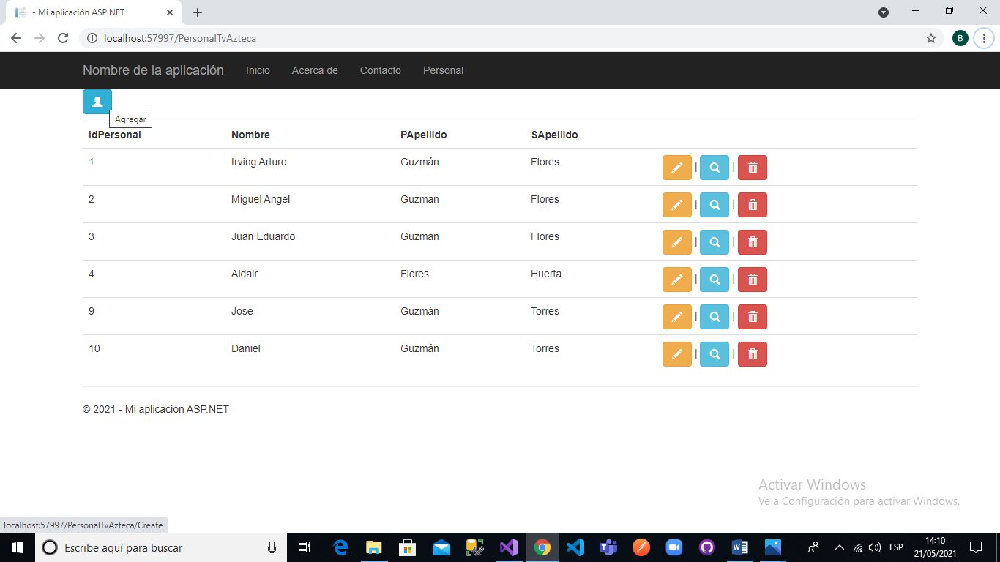 - Mi aplicación ASP.NET
localhost:57997/PersonalTvAzteca
B
Nombre de la aplicación Inicio Acerca de Contacto Personal
Agregar
IdPersonal Nombre PApellido SApellido
1 Irving Arturo Guzmán Flores | |
2 Miguel Angel Guzman Flores | |
3 Juan Eduardo Guzman Flores | |
4 Aldair Flores Huerta | |
9 Jose Guzmán Torres | |
10 Daniel Guzmán Torres | |
© 2021 - Mi aplicación ASP.NET
Activar Windows
Ve a Configuración para activar Windows.
localhost:57997/PersonalTvAzteca/Create
Escribe aquí para buscar
ESP
14:10
21/05/2021